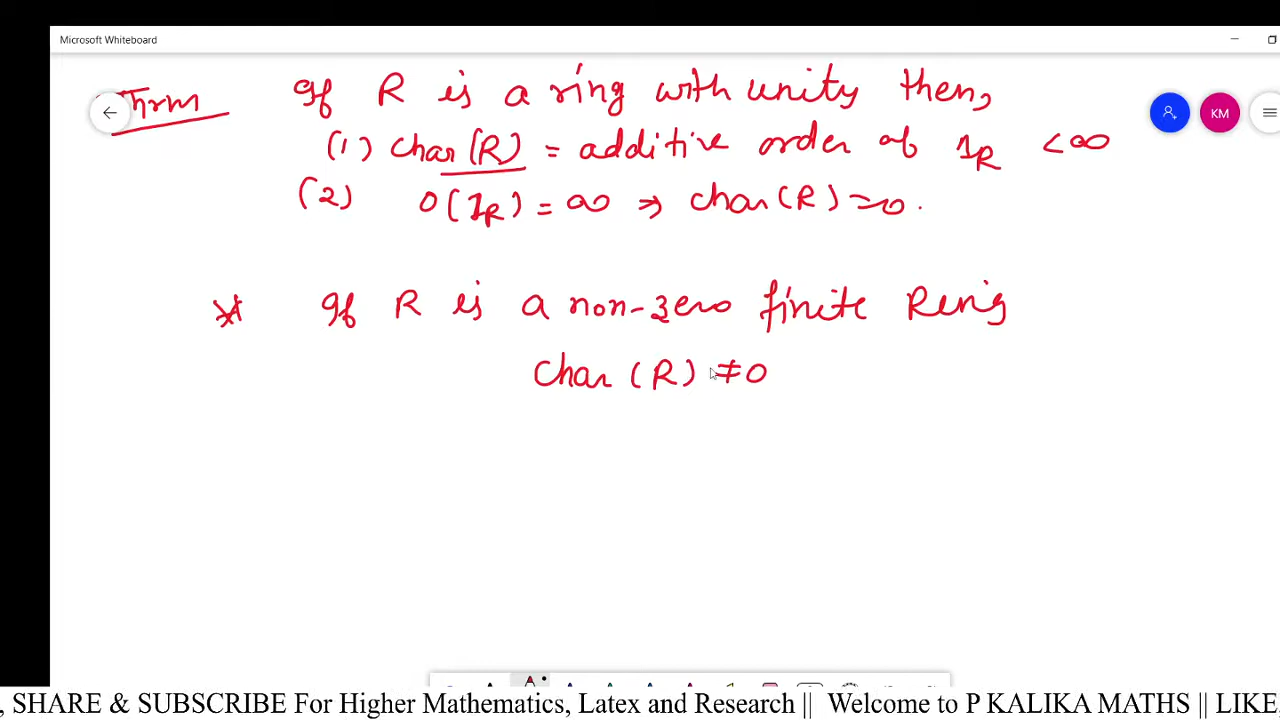 Microsoft Whiteboard
Thrm If R is a ring with unity then,
(1) char(R) = additive order of 1_R < ∞
(2) O(1_R) = ∞ ⇒ char(R) = 0.
KM
* If R is a non-zero finite Ring
Char (R) ≠ 0
, SHARE & SUBSCRIBE For Higher Mathematics, Latex and Research || Welcome to P KALIKA MATHS || LIKE,